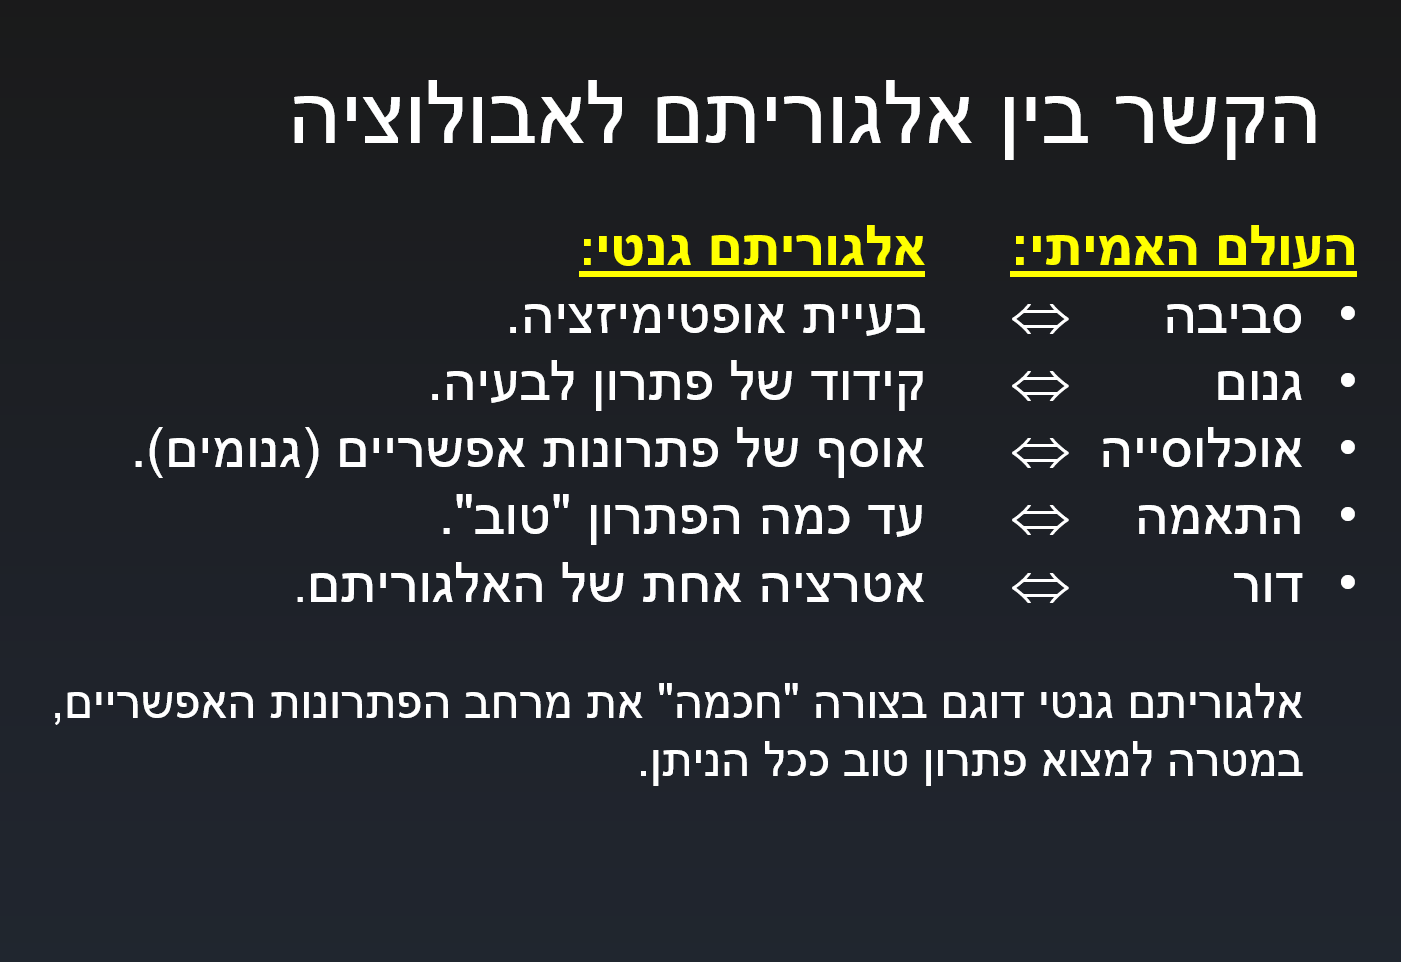 הקשר בין אלגוריתם לאבולוציה
העולם האמיתי: אלגוריתם גנטי:
• סביבה ⇔ בעיית אופטימיזציה.
• גנום ⇔ קידוד של פתרון לבעיה.
• אוכלוסייה ⇔ אוסף של פתרונות אפשריים (גנומים).
• התאמה ⇔ עד כמה הפתרון "טוב".
• דור ⇔ אטרציה אחת של האלגוריתם.
אלגוריתם גנטי דוגם בצורה "חכמה" את מרחב הפתרונות האפשריים,
במטרה למצוא פתרון טוב ככל הניתן.